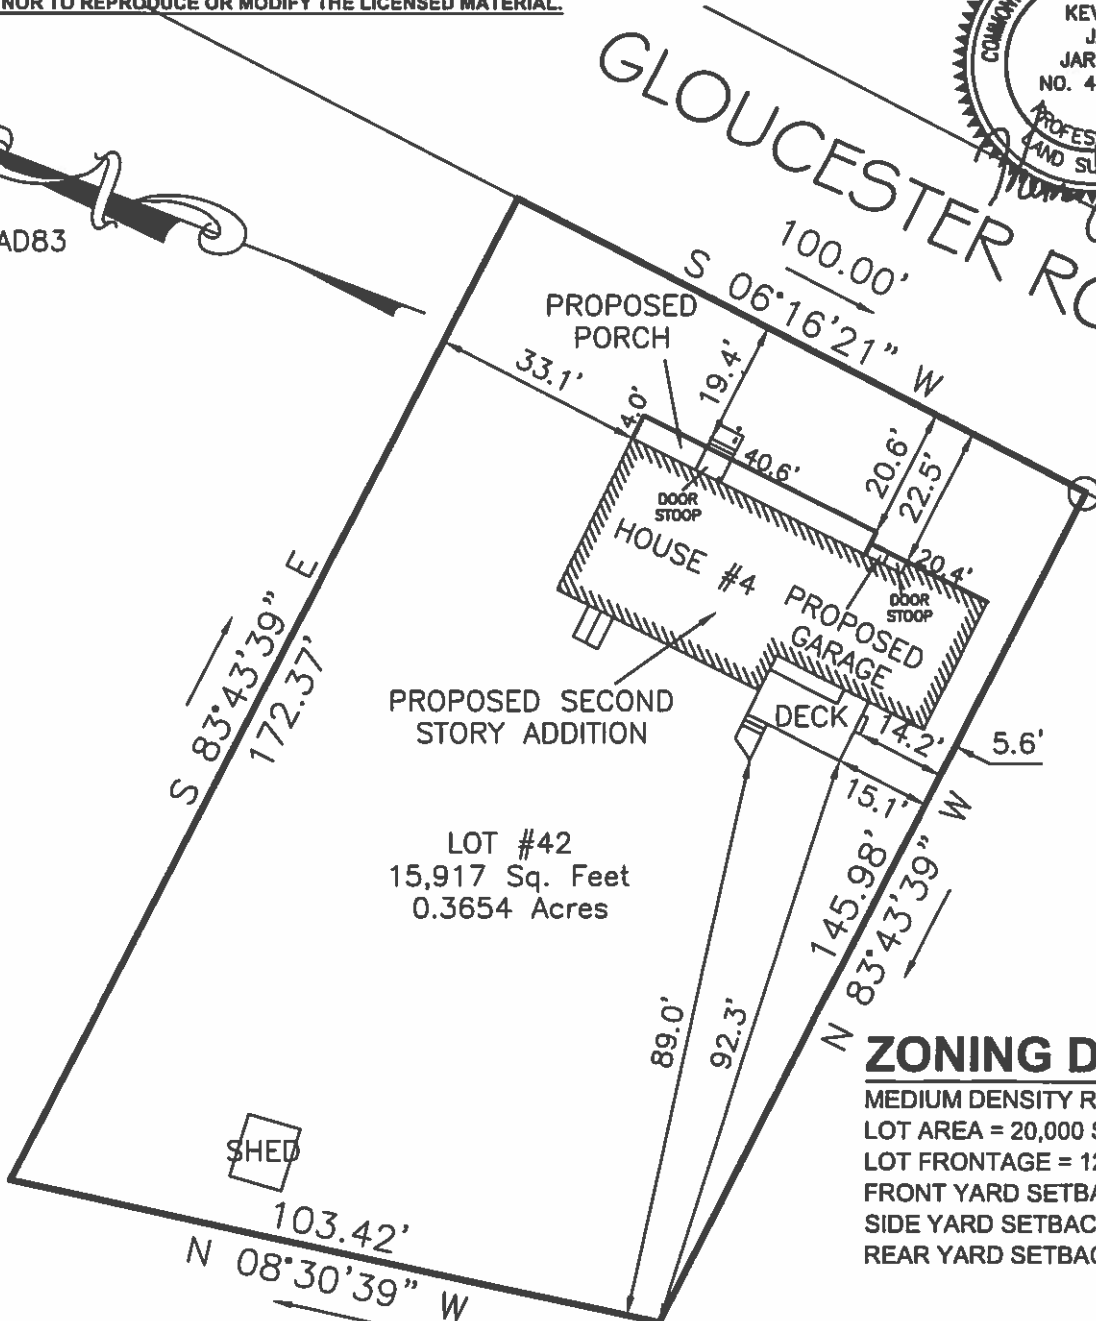 NOR TO REPRODUCE OR MODIFY THE LICENSED MATERIAL.
NO. 4
AD83
GLOUCESTER
100.00'
S 06°16'21" W
PROPOSED
PORCH
33.1'
4.0'
19.4'
40.6'
20.6'
22.5'
20.4'
DOOR
STOOP
HOUSE #4
DOOR
STOOP
PROPOSED
GARAGE
PROPOSED SECOND
STORY ADDITION
DECK
14.2'
5.6'
15.1'
S 83°43'39" E
172.37'
LOT #42
15,917 Sq. Feet
0.3654 Acres
145.98'
N 83°43'39" W
89.0'
92.3'
SHED
103.42'
N 08°30'39" W
ZONING D
MEDIUM DENSITY R
LOT AREA = 20,000 S
LOT FRONTAGE = 12
FRONT YARD SETBA
SIDE YARD SETBAC
REAR YARD SETBAC